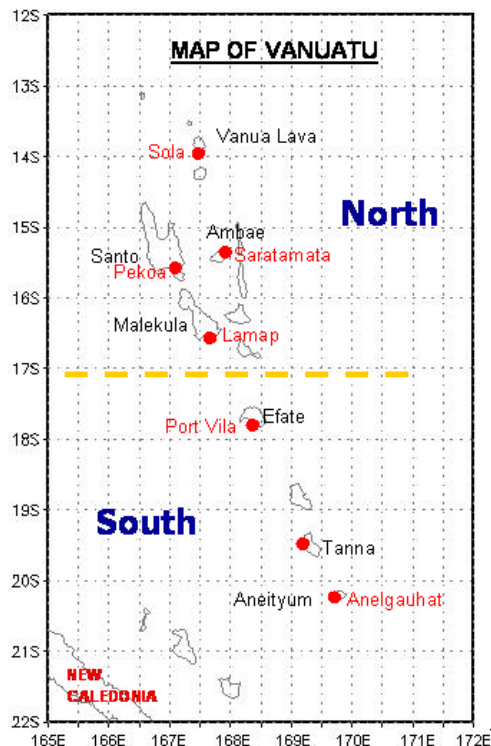 12S
MAP OF VANUATU
13S
Vanua Lava
Sola
14S
North
15S
Ambae
Santo
Saratamata
Pekoa
16S
Malekula
Lamap
17S
Efate
Port Vila
18S
19S
South
Tanna
20S
Aneityum
Anelgauhat
21S
NEW
CALEDONIA
22S
165E 166E 167E 168E 169E 170E 171E 172E